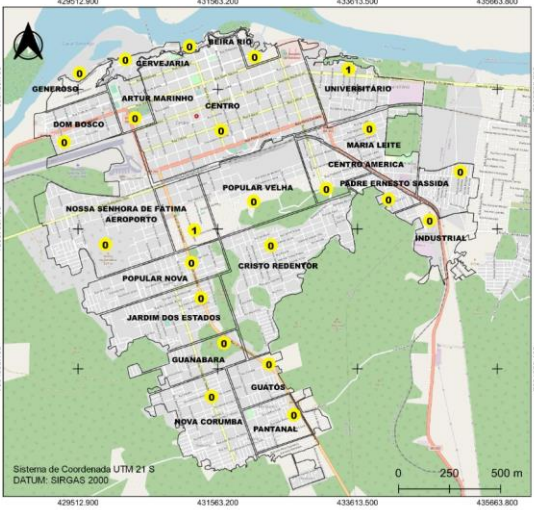 429512.900 431563.200 433613.500 435663.800
BEIRA RIO
0
0
0
CERVEJARIA
0
1
GENEROSO
UNIVERSITÁRIO
ARTUR MARINHO
CENTRO
0
DOM BOSCO
0
0
0
MARIA LEITE
CENTRO AMERICA
0
PADRE ERNESTO SASSIDA
POPULAR VELHA
0
0
0
NOSSA SENHORA DE FÁTIMA
AEROPORTO
0
1
INDUSTRIAL
0
0
0
CRISTO REDENTOR
POPULAR NOVA
0
JARDIM DOS ESTADOS
0
GUANABARA
0
GUATÓS
0
0
NOVA CORUMBA
PANTANAL
Sistema de Coordenada UTM 21 S
DATUM: SIRGAS 2000
0 250 500 m
429512.900 431563.200 433613.500 435663.800